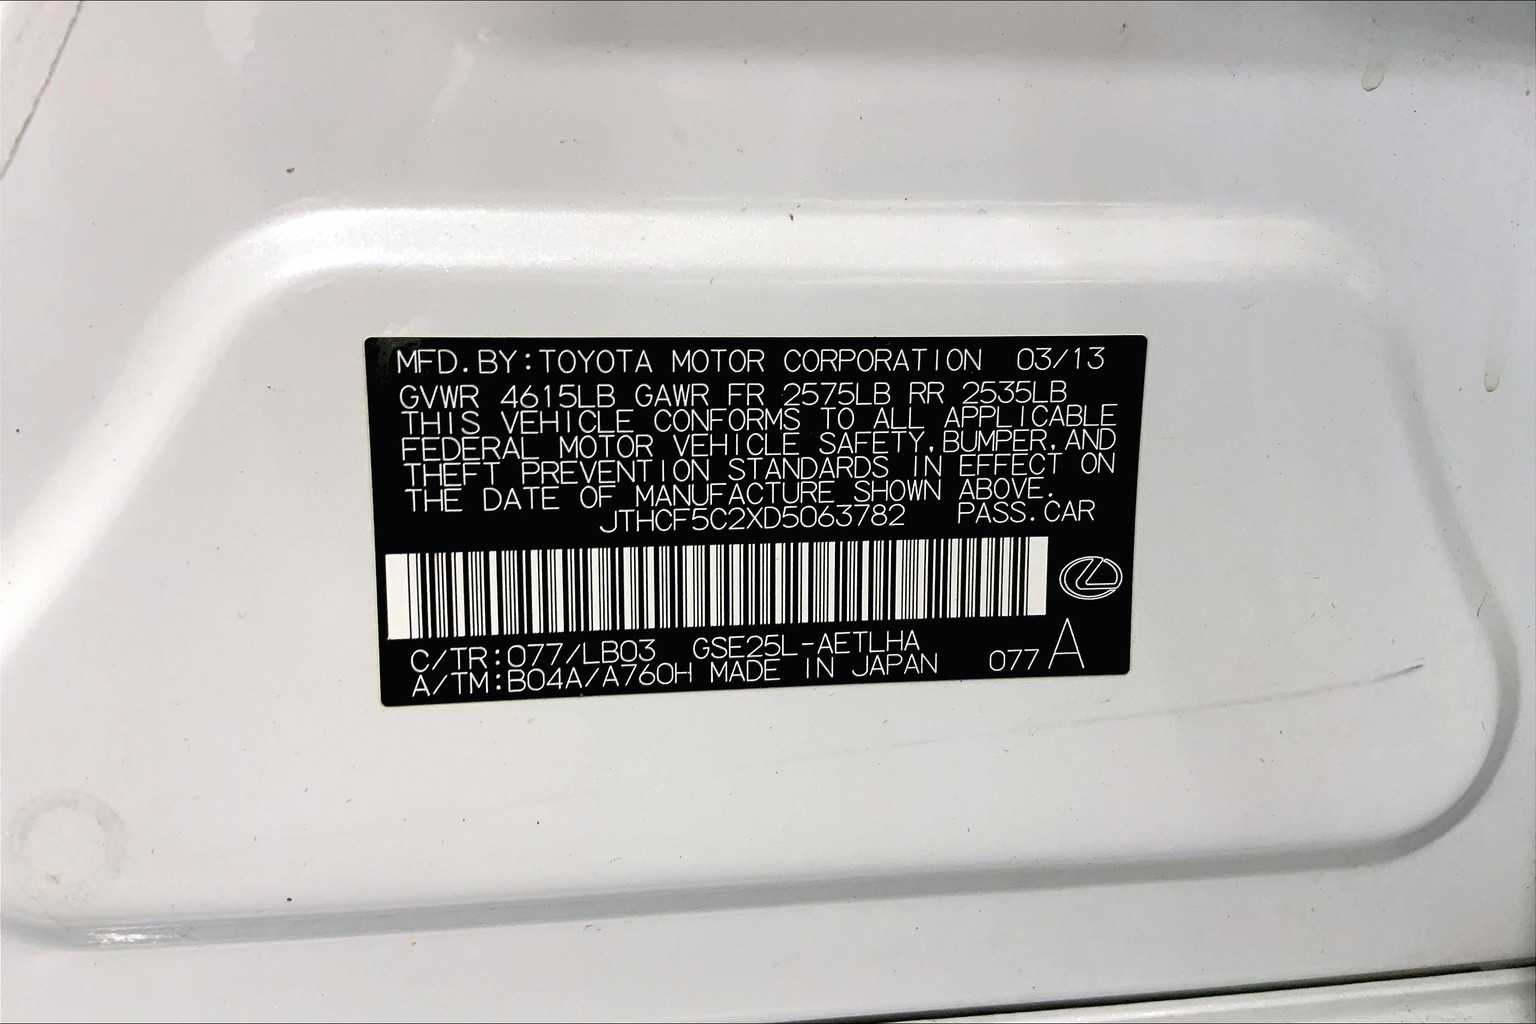 MFD. BY: TOYOTA MOTOR CORPORATION 03/13
GVWR 4615LB GAWR FR 2575LB RR 2535LB
THIS VEHICLE CONFORMS TO ALL APPLICABLE
FEDERAL MOTOR VEHICLE SAFETY, BUMPER, AND
THEFT PREVENTION STANDARDS IN EFFECT ON
THE DATE OF MANUFACTURE SHOWN ABOVE.
JTHCF5C2XD5063782 PASS. CAR
C/TR: 077/LB03 GSE25L-AETLHA
A/TM: B04A/A760H MADE IN JAPAN 077 A